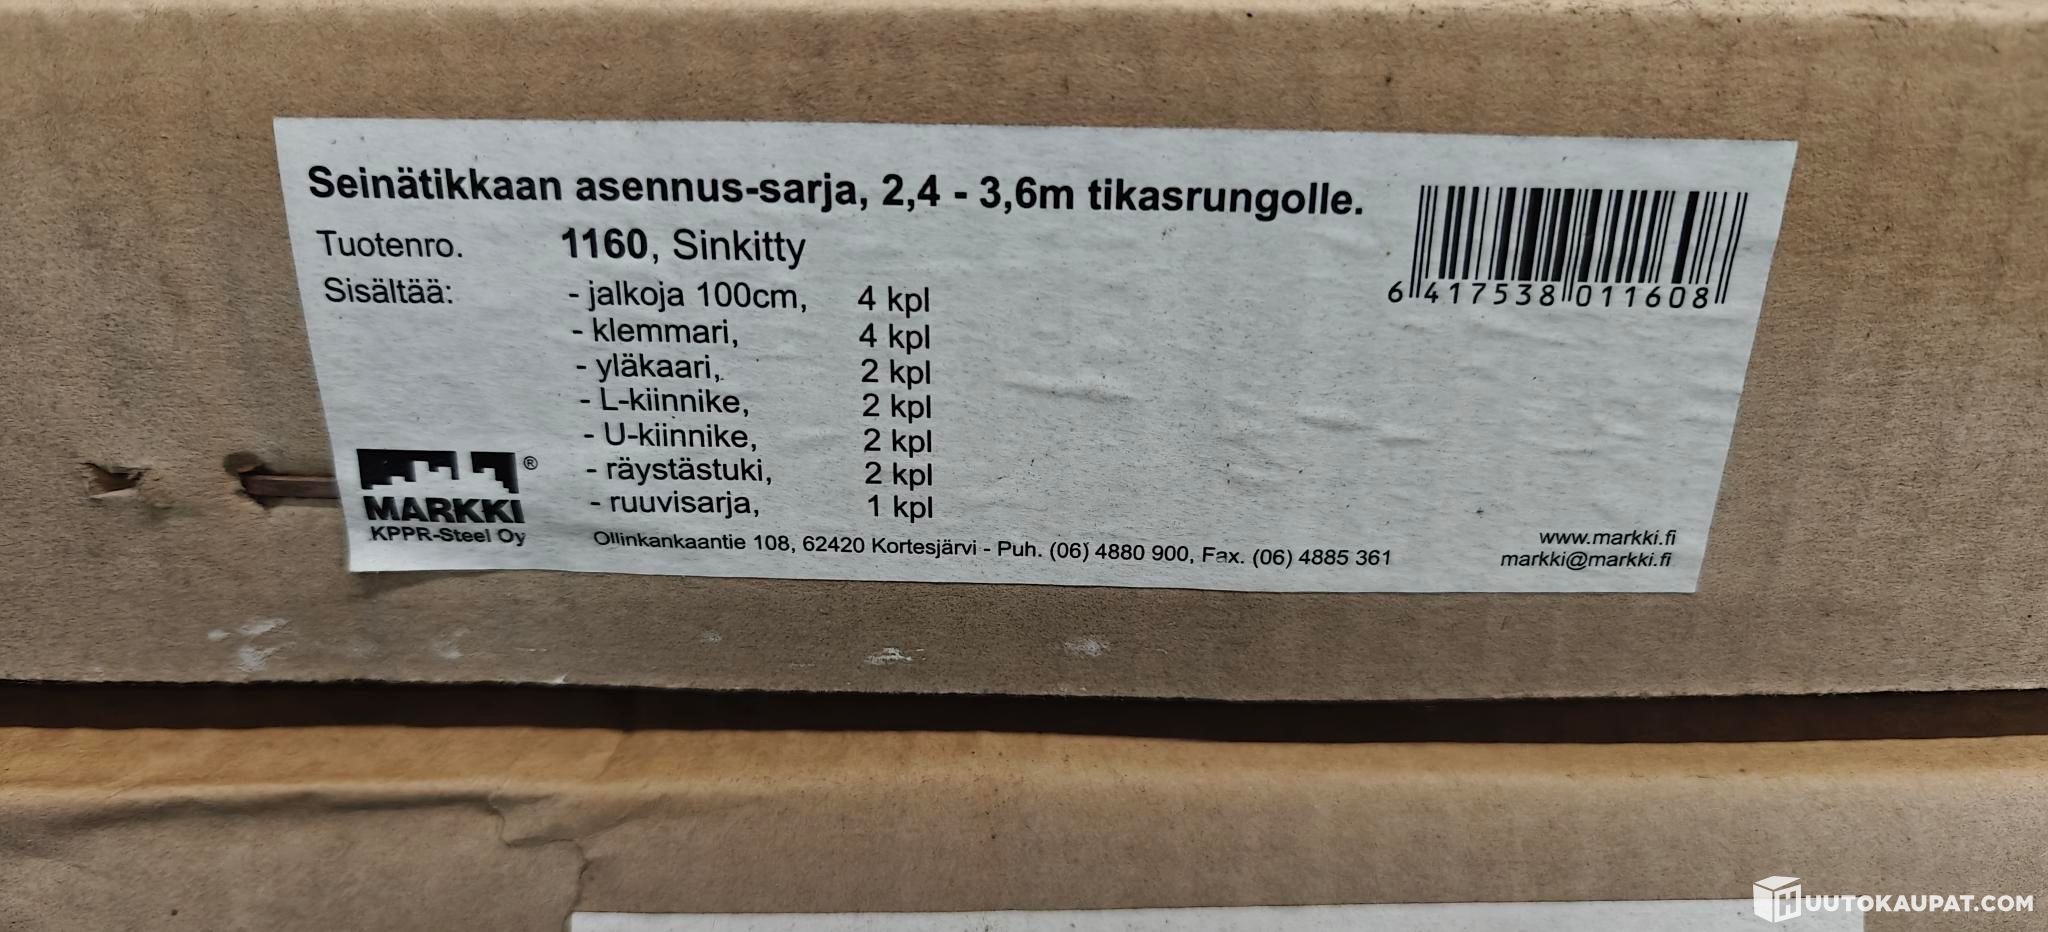 Seinätikkaan asennus-sarja, 2,4 - 3,6m tikasrungolle.
Tuotenro. 1160, Sinkitty
Sisältää: - jalkoja 100cm, 4 kpl
- klemmari, 4 kpl
- yläkaari, 2 kpl
- L-kiinnike, 2 kpl
- U-kiinnike, 2 kpl
- räystästuki, 2 kpl
- ruuvisarja, 1 kpl
6 417538 011608
MARKKI ®
KPPR-Steel Oy
Ollinkankaantie 108, 62420 Kortesjärvi - Puh. (06) 4880 900, Fax. (06) 4885 361
www.markki.fi
markki@markki.fi
HUUTOKAUPAT.COM